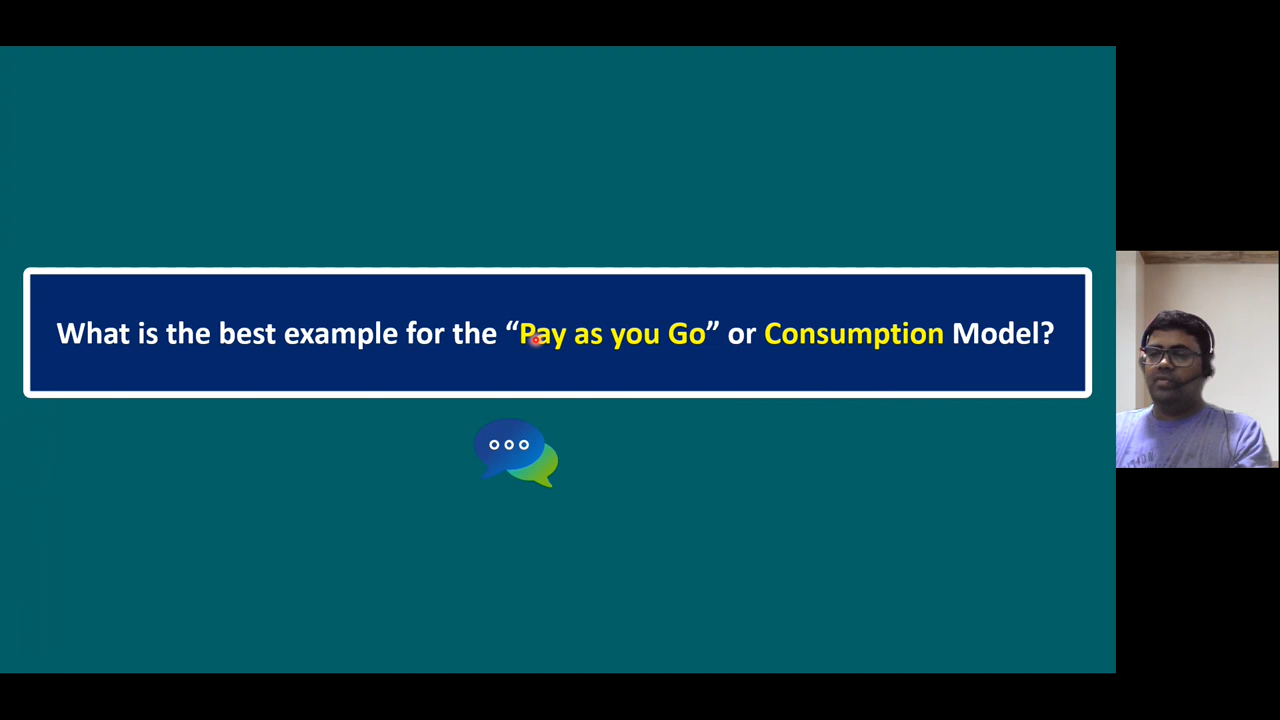 What is the best example for the “Pay as you Go” or Consumption Model?